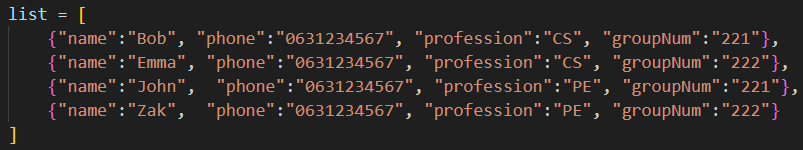 list = [
    {"name":"Bob", "phone":"0631234567", "profession":"CS", "groupNum":"221"},
    {"name":"Emma", "phone":"0631234567", "profession":"CS", "groupNum":"222"},
    {"name":"John",  "phone":"0631234567", "profession":"PE", "groupNum":"221"},
    {"name":"Zak",  "phone":"0631234567", "profession":"PE", "groupNum":"222"}
]